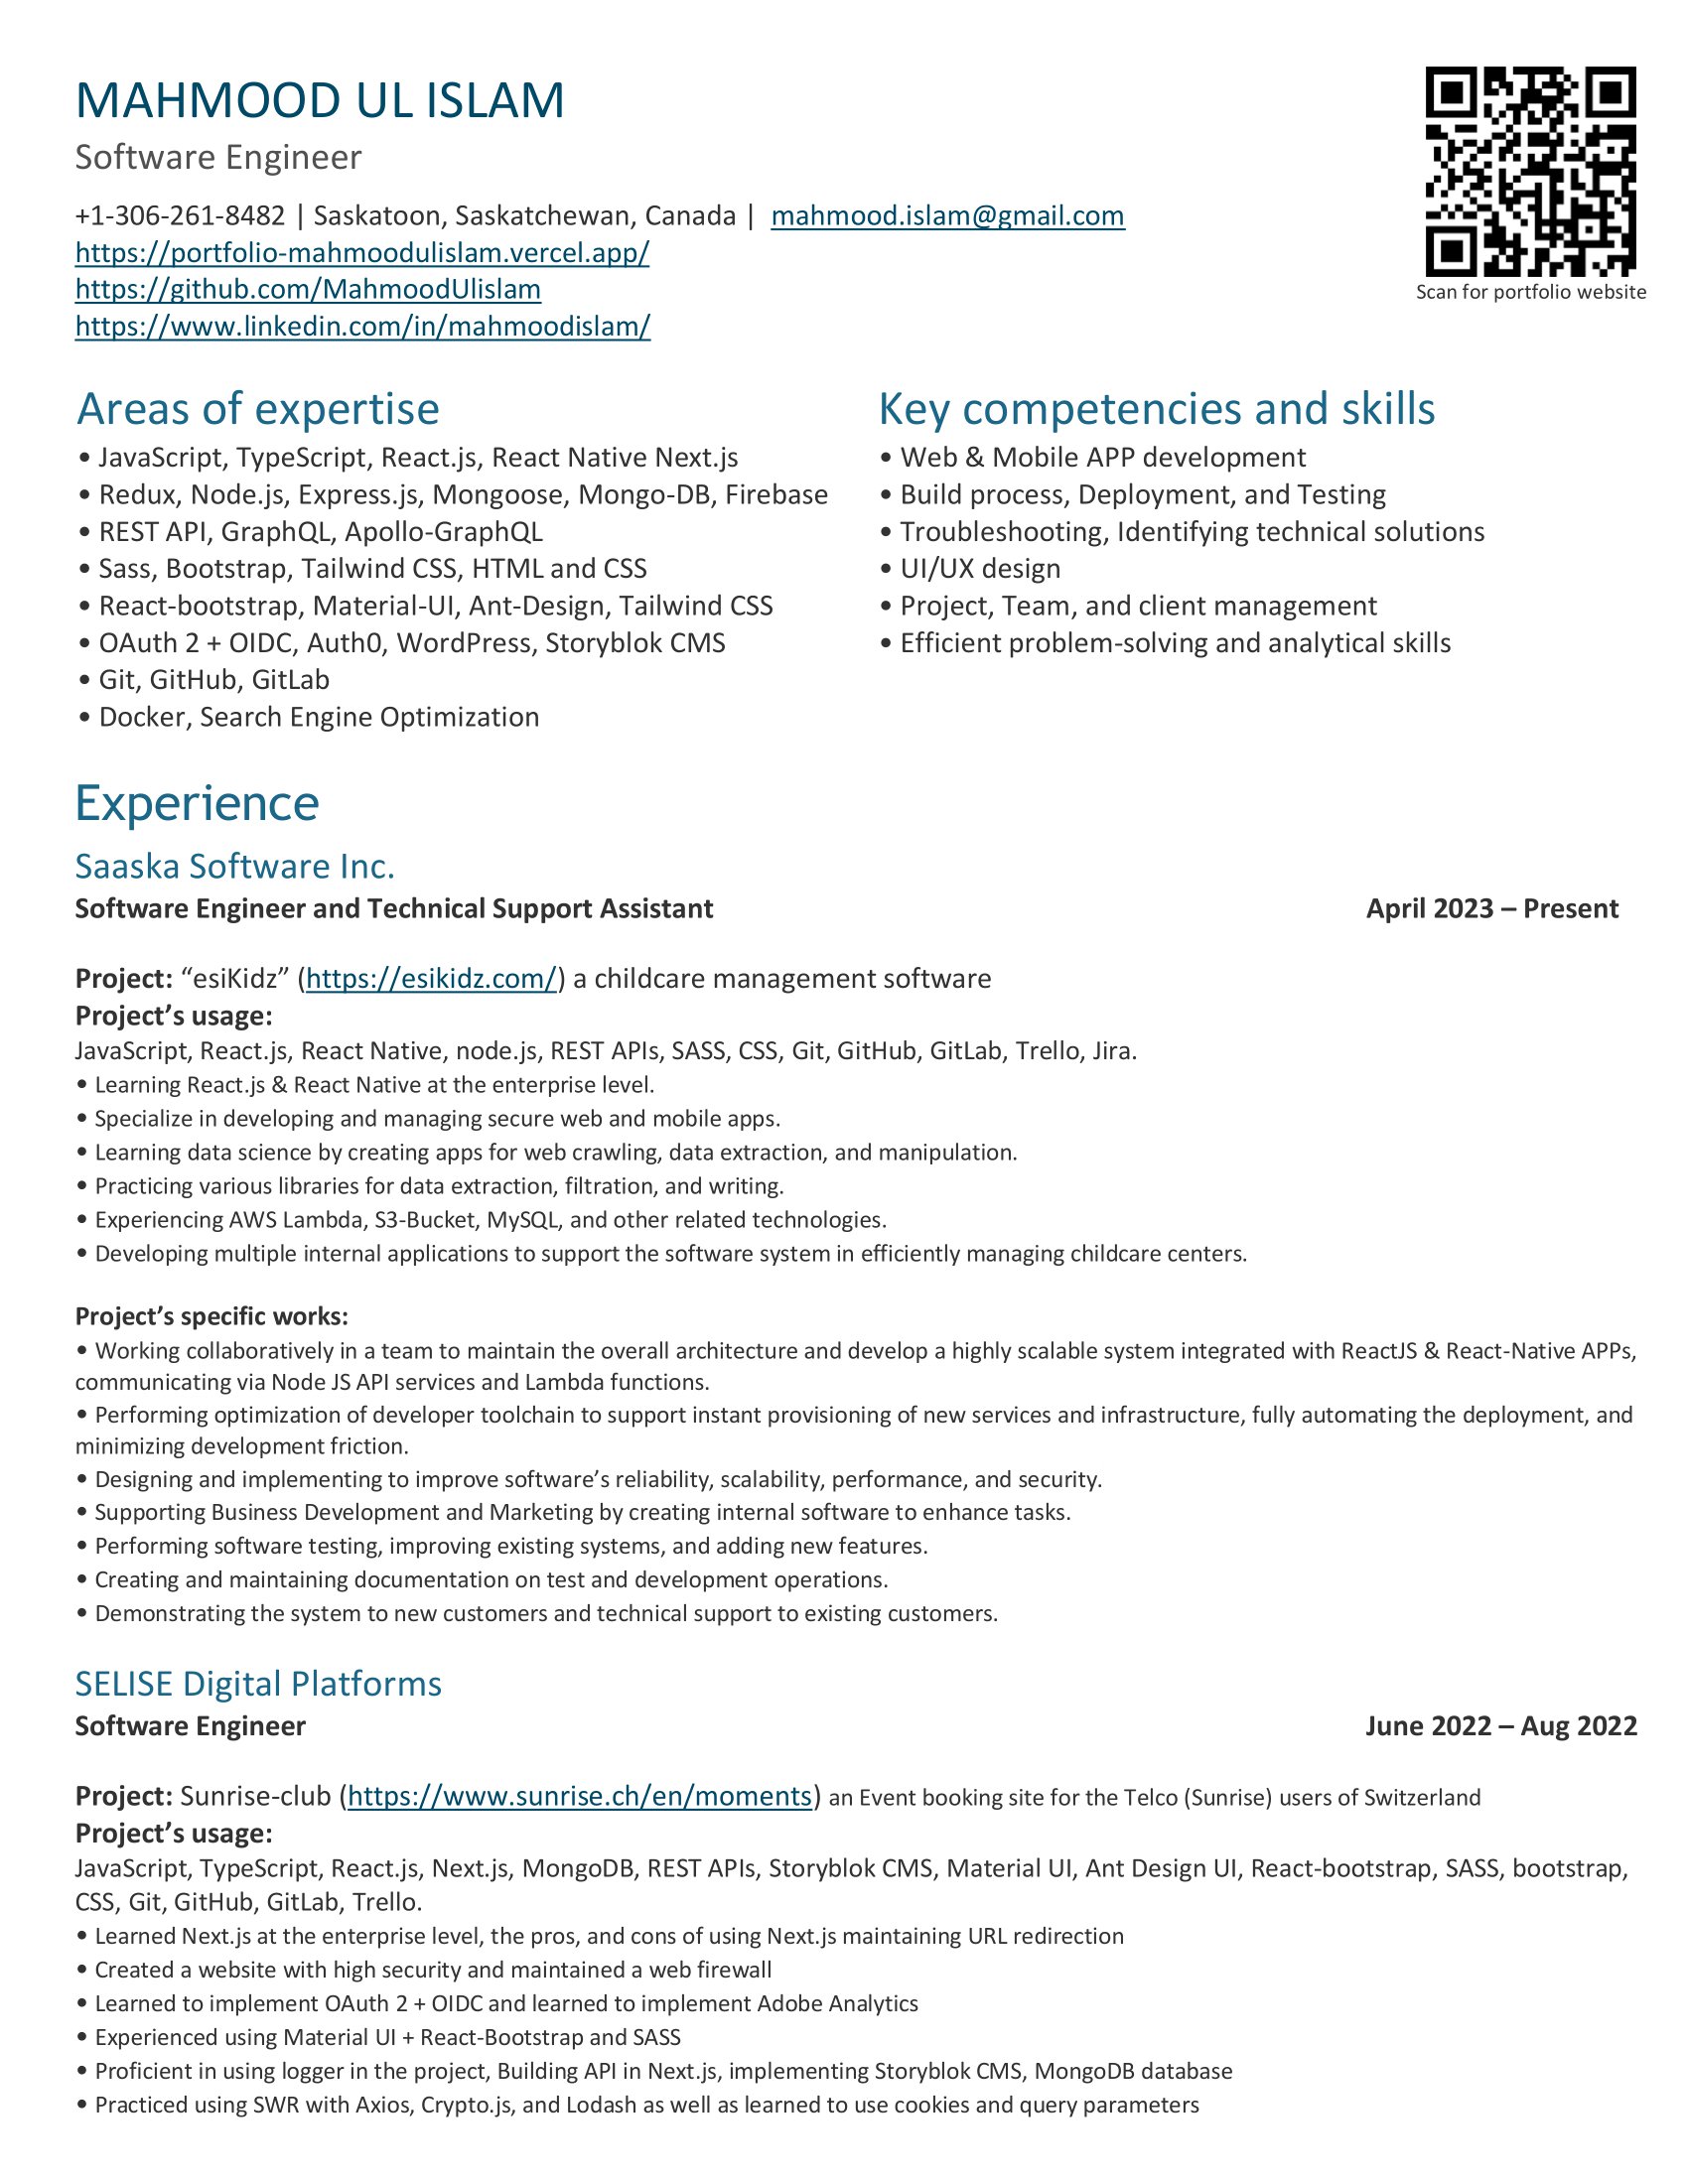 MAHMOOD UL ISLAM
Software Engineer
+1-306-261-8482 | Saskatoon, Saskatchewan, Canada | mahmood.islam@gmail.com
https://portfolio-mahmoodulislam.vercel.app/
https://github.com/MahmoodUlislam
https://www.linkedin.com/in/mahmoodislam/
Scan for portfolio website
Areas of expertise
• JavaScript, TypeScript, React.js, React Native Next.js
• Redux, Node.js, Express.js, Mongoose, Mongo-DB, Firebase
• REST API, GraphQL, Apollo-GraphQL
• Sass, Bootstrap, Tailwind CSS, HTML and CSS
• React-bootstrap, Material-UI, Ant-Design, Tailwind CSS
• OAuth 2 + OIDC, Auth0, WordPress, Storyblok CMS
• Git, GitHub, GitLab
• Docker, Search Engine Optimization
Key competencies and skills
• Web & Mobile APP development
• Build process, Deployment, and Testing
• Troubleshooting, Identifying technical solutions
• UI/UX design
• Project, Team, and client management
• Efficient problem-solving and analytical skills
Experience
Saaska Software Inc.
Software Engineer and Technical Support Assistant April 2023 – Present
Project: “esiKidz” (https://esikidz.com/) a childcare management software
Project’s usage:
JavaScript, React.js, React Native, node.js, REST APIs, SASS, CSS, Git, GitHub, GitLab, Trello, Jira.
• Learning React.js & React Native at the enterprise level.
• Specialize in developing and managing secure web and mobile apps.
• Learning data science by creating apps for web crawling, data extraction, and manipulation.
• Practicing various libraries for data extraction, filtration, and writing.
• Experiencing AWS Lambda, S3-Bucket, MySQL, and other related technologies.
• Developing multiple internal applications to support the software system in efficiently managing childcare centers.
Project’s specific works:
• Working collaboratively in a team to maintain the overall architecture and develop a highly scalable system integrated with ReactJS & React-Native APPs,
communicating via Node JS API services and Lambda functions.
• Performing optimization of developer toolchain to support instant provisioning of new services and infrastructure, fully automating the deployment, and
minimizing development friction.
• Designing and implementing to improve software’s reliability, scalability, performance, and security.
• Supporting Business Development and Marketing by creating internal software to enhance tasks.
• Performing software testing, improving existing systems, and adding new features.
• Creating and maintaining documentation on test and development operations.
• Demonstrating the system to new customers and technical support to existing customers.
SELISE Digital Platforms
Software Engineer June 2022 – Aug 2022
Project: Sunrise-club (https://www.sunrise.ch/en/moments) an Event booking site for the Telco (Sunrise) users of Switzerland
Project’s usage:
JavaScript, TypeScript, React.js, Next.js, MongoDB, REST APIs, Storyblok CMS, Material UI, Ant Design UI, React-bootstrap, SASS, bootstrap,
CSS, Git, GitHub, GitLab, Trello.
• Learned Next.js at the enterprise level, the pros, and cons of using Next.js maintaining URL redirection
• Created a website with high security and maintained a web firewall
• Learned to implement OAuth 2 + OIDC and learned to implement Adobe Analytics
• Experienced using Material UI + React-Bootstrap and SASS
• Proficient in using logger in the project, Building API in Next.js, implementing Storyblok CMS, MongoDB database
• Practiced using SWR with Axios, Crypto.js, and Lodash as well as learned to use cookies and query parameters